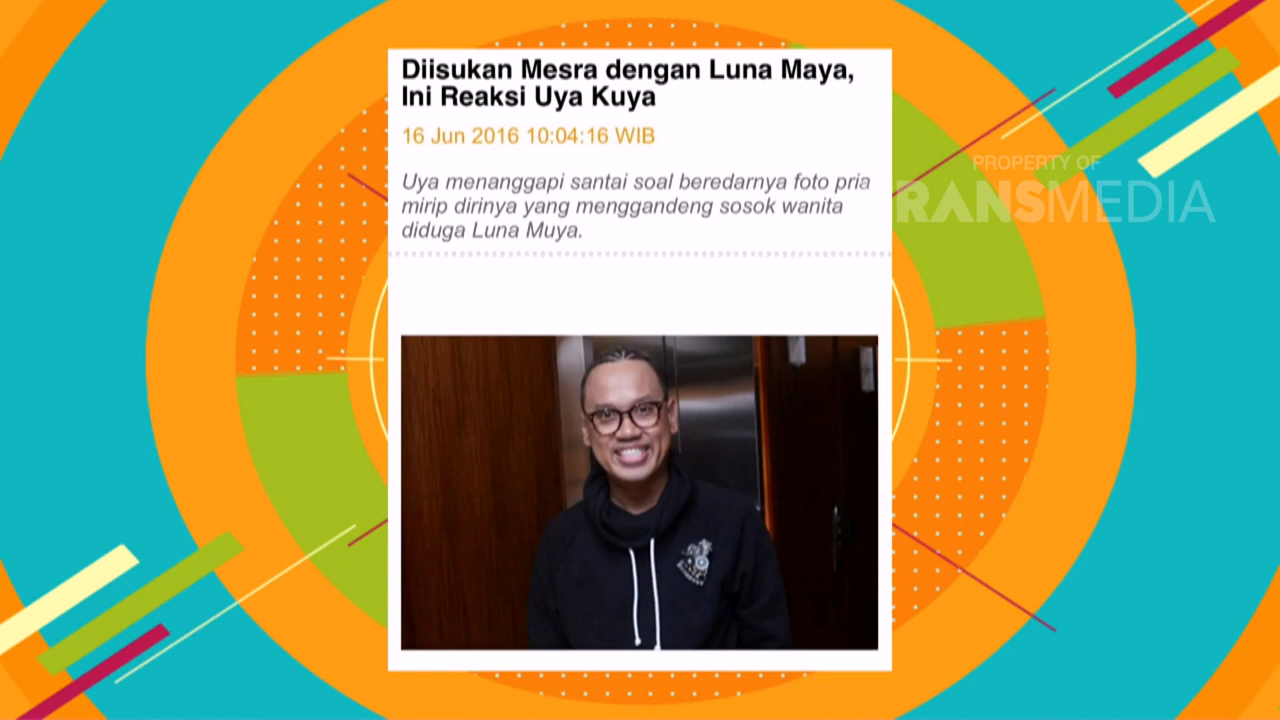 Diisukan Mesra dengan Luna Maya,
Ini Reaksi Uya Kuya
16 Jun 2016 10:04:16 WIB
Uya menanggapi santai soal beredarnya foto pria
mirip dirinya yang menggandeng sosok wanita
diduga Luna Muya.
PROPERTY OF
RANSMEDIA